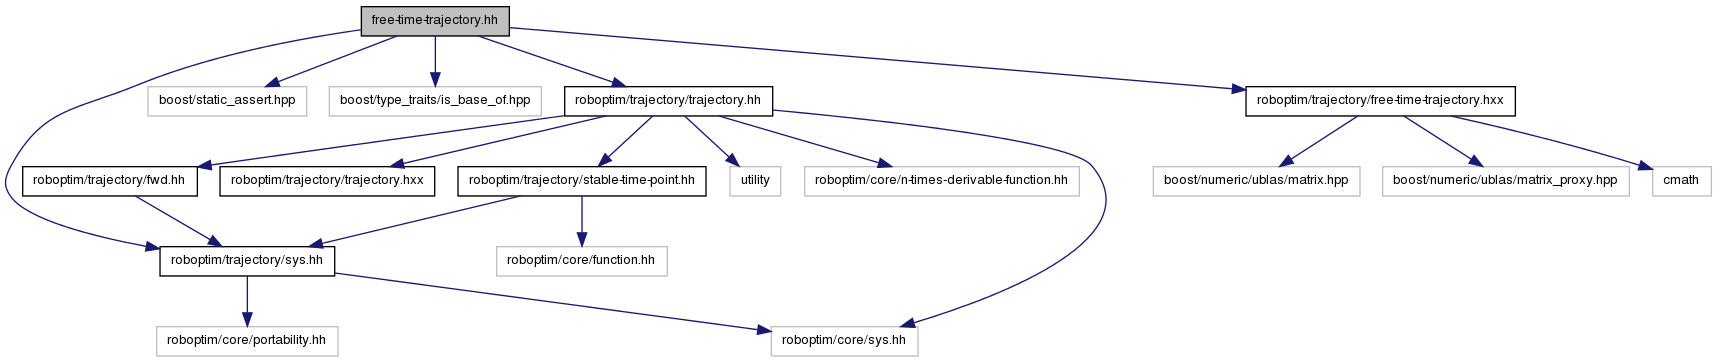 free-time-trajectory.hh
boost/static_assert.hpp
boost/type_traits/is_base_of.hpp
roboptim/trajectory/trajectory.hh
roboptim/trajectory/free-time-trajectory.hxx
roboptim/trajectory/fwd.hh
roboptim/trajectory/trajectory.hxx
roboptim/trajectory/stable-time-point.hh
utility
roboptim/core/n-times-derivable-function.hh
boost/numeric/ublas/matrix.hpp
boost/numeric/ublas/matrix_proxy.hpp
cmath
roboptim/trajectory/sys.hh
roboptim/core/function.hh
roboptim/core/portability.hh
roboptim/core/sys.hh